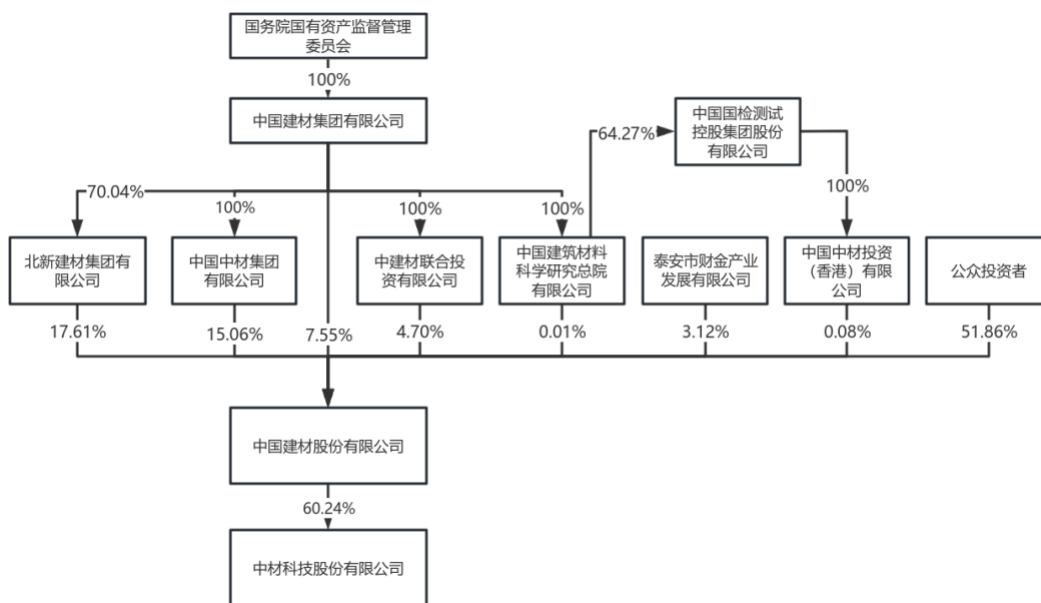 国务院国有资产监督管理
委员会
100%
中国建材集团有限公司
中国国检测试
控股集团股份
有限公司
64.27%
70.04%
100%
100%
100%
100%
北新建材集团有
限公司
中国中材集团
有限公司
中建材联合投
资有限公司
中国建筑材料
科学研究总院
有限公司
泰安市财金产业
发展有限公司
中国中材投资
（香港）有限
公司
公众投资者
17.61%
15.06%
7.55%
4.70%
0.01%
3.12%
0.08%
51.86%
中国建材股份有限公司
60.24%
中材科技股份有限公司